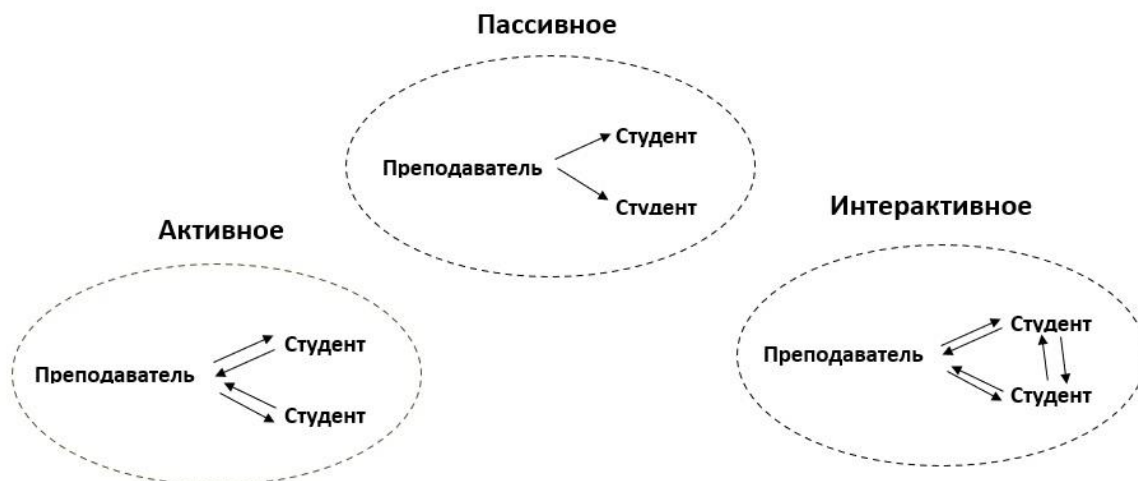 Пассивное
Студент
Преподаватель
Студент
Активное
Студент
Преподаватель
Студент
Интерактивное
Студент
Преподаватель
Студент